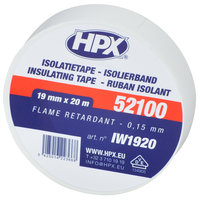 HPX
ISOLATIETAPE - ISOLIERBAND
INSULATING TAPE - RUBAN ISOLANT
19 mm x 20 m
52100
FLAME RETARDANT - 0,15 mm
art. n° IW1920
WWW.HPX.EU